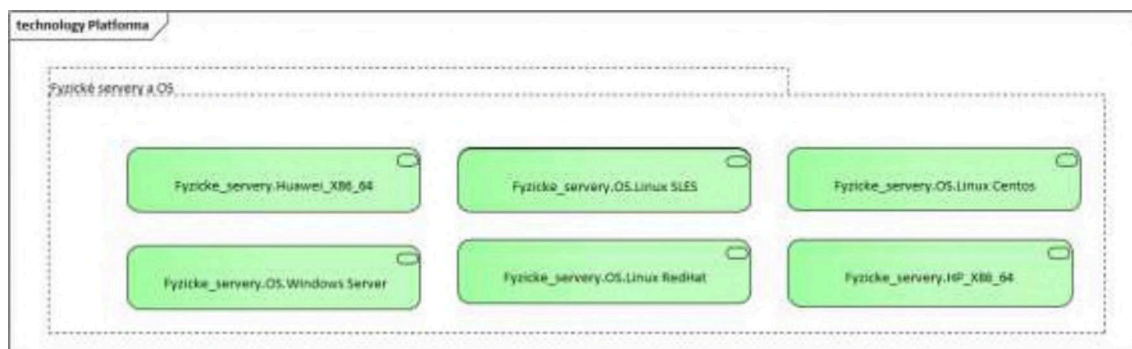 technology Platforma
Fyzické servery a OS
Fyzicke_servery.Huawei_X86_64
Fyzicke_servery.OS.Linux SLES
Fyzicke_servery.OS.Linux Centos
Fyzicke_servery.OS.Windows Server
Fyzicke_servery.OS.Linux RedHat
Fyzicke_servery.HP_X86_64